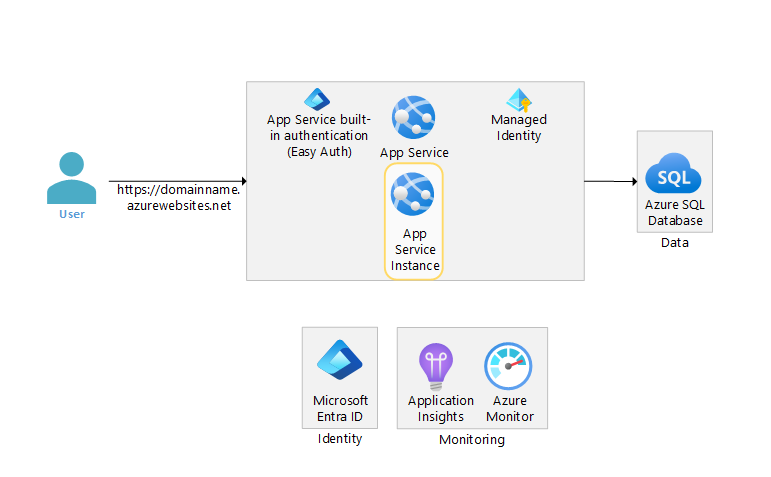 App Service built-
in authentication
(Easy Auth)
App Service
Managed
Identity
User
https://domainname.
azurewebsites.net
App
Service
Instance
SQL
Azure SQL
Database
Data
Microsoft
Entra ID
Identity
Application
Insights
Azure
Monitor
Monitoring